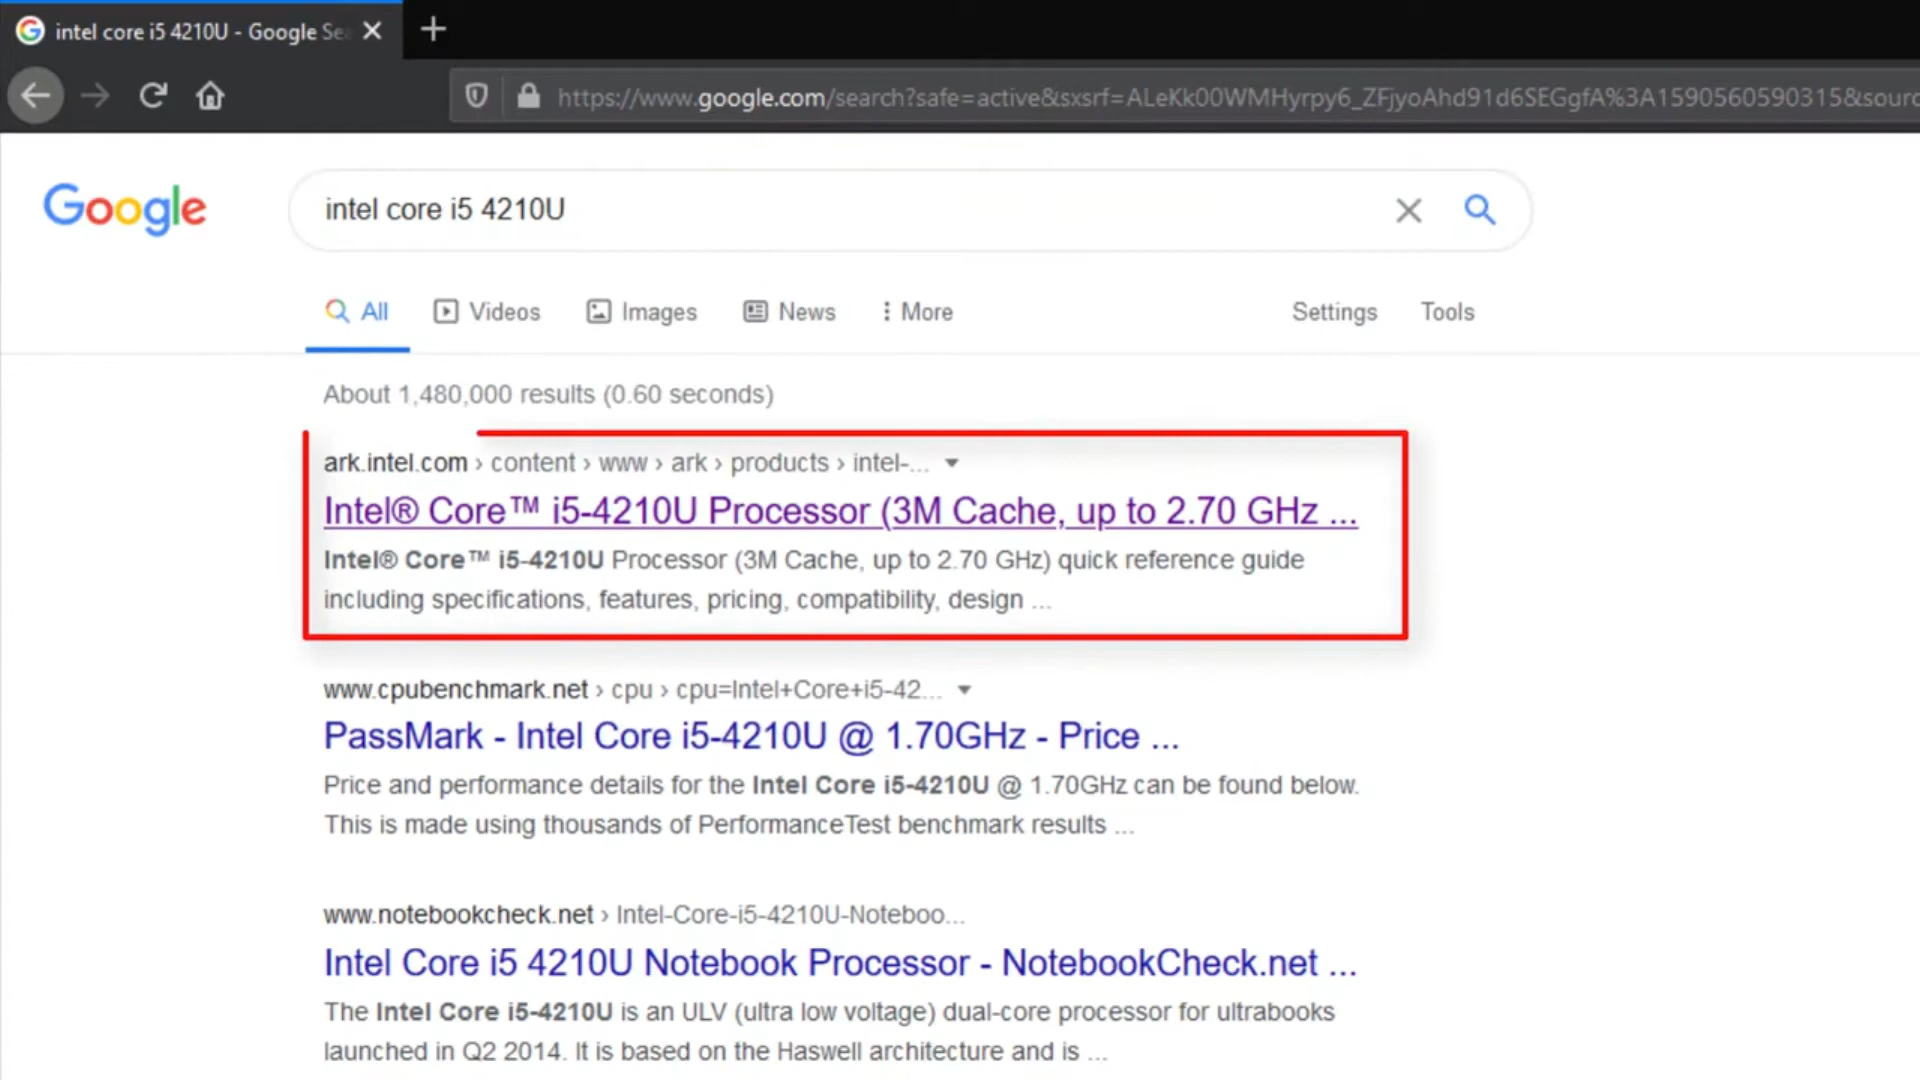 intel core i5 4210U - Google Se
https://www.google.com/search?safe=active&sxsrf=ALeKk00WMHyrpy6_ZFjyoAhd91d6SEGgfA%3A1590560590315&sourc
Google
intel core i5 4210U
All Videos Images News More Settings Tools
About 1,480,000 results (0.60 seconds)
ark.intel.com › content › www › ark › products › intel-...
Intel® Core™ i5-4210U Processor (3M Cache, up to 2.70 GHz ...
Intel® Core™ i5-4210U Processor (3M Cache, up to 2.70 GHz) quick reference guide
including specifications, features, pricing, compatibility, design ...
www.cpubenchmark.net › cpu › cpu=Intel+Core+i5-42...
PassMark - Intel Core i5-4210U @ 1.70GHz - Price ...
Price and performance details for the Intel Core i5-4210U @ 1.70GHz can be found below.
This is made using thousands of PerformanceTest benchmark results ...
www.notebookcheck.net › Intel-Core-i5-4210U-Noteboo...
Intel Core i5 4210U Notebook Processor - NotebookCheck.net ...
The Intel Core i5-4210U is an ULV (ultra low voltage) dual-core processor for ultrabooks
launched in Q2 2014. It is based on the Haswell architecture and is ...